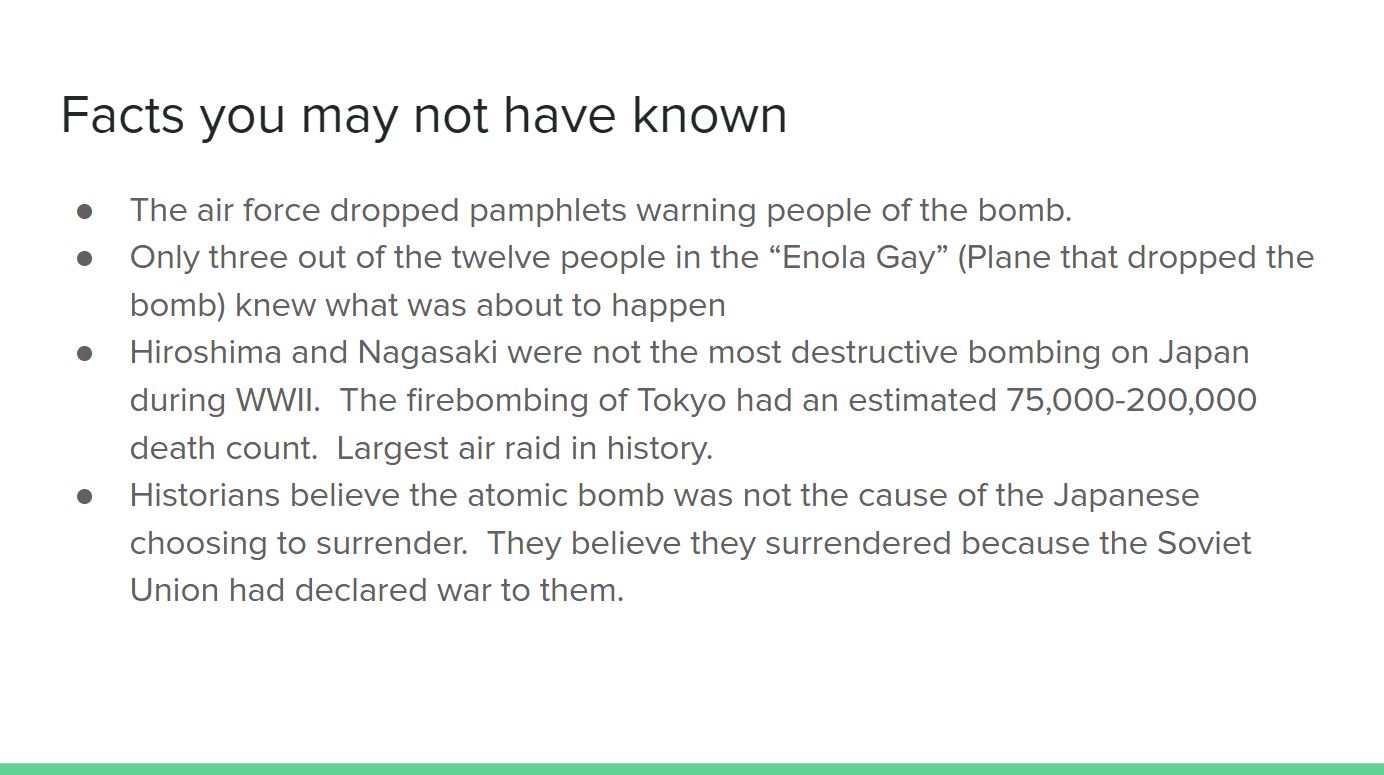 Facts you may not have known
● The air force dropped pamphlets warning people of the bomb.
● Only three out of the twelve people in the “Enola Gay” (Plane that dropped the
bomb) knew what was about to happen
● Hiroshima and Nagasaki were not the most destructive bombing on Japan
during WWII.  The firebombing of Tokyo had an estimated 75,000-200,000
death count.  Largest air raid in history.
● Historians believe the atomic bomb was not the cause of the Japanese
choosing to surrender.  They believe they surrendered because the Soviet
Union had declared war to them.